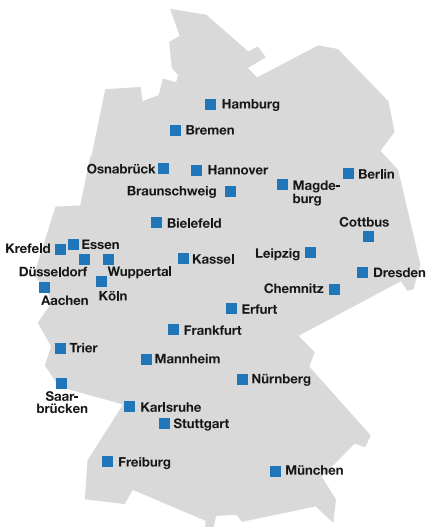 Hamburg
Bremen
Osnabrück
Hannover
Berlin
Braunschweig
Magde-
burg
Bielefeld
Cottbus
Krefeld
Essen
Kassel
Leipzig
Düsseldorf
Wuppertal
Dresden
Aachen
Köln
Chemnitz
Erfurt
Frankfurt
Trier
Mannheim
Nürnberg
Saar-
brücken
Karlsruhe
Stuttgart
Freiburg
München